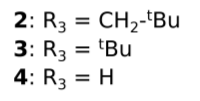 2: R₃ = CH₂-ᵗBu
3: R₃ = ᵗBu
4: R₃ = H